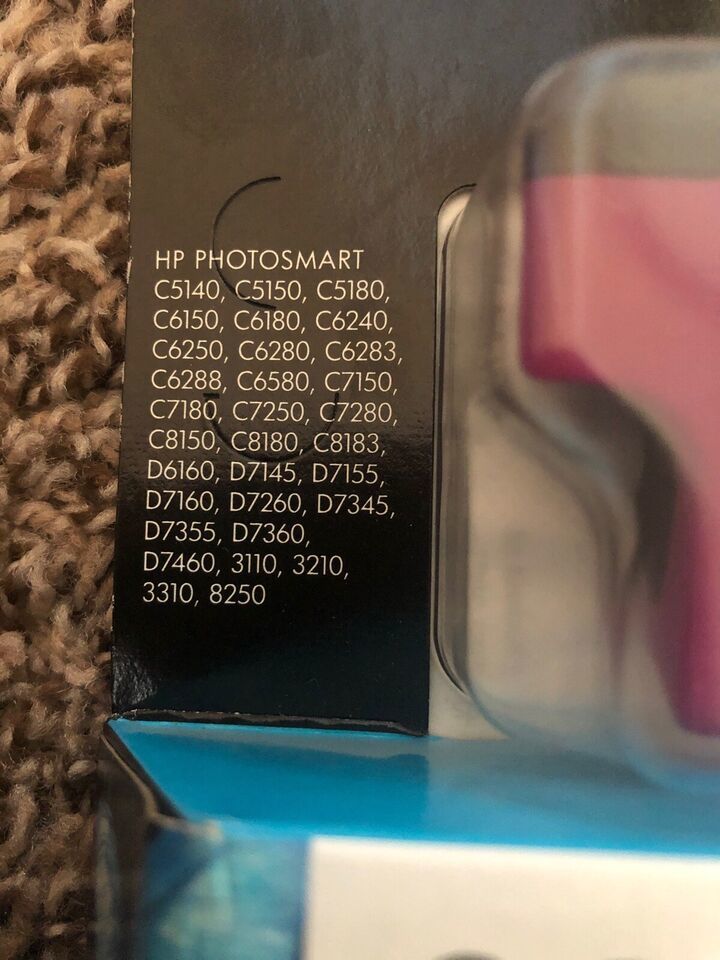 HP PHOTOSMART
C5140, C5150, C5180,
C6150, C6180, C6240,
C6250, C6280, C6283,
C6288, C6580, C7150,
C7180, C7250, C7280,
C8150, C8180, C8183,
D6160, D7145, D7155,
D7160, D7260, D7345,
D7355, D7360,
D7460, 3110, 3210,
3310, 8250